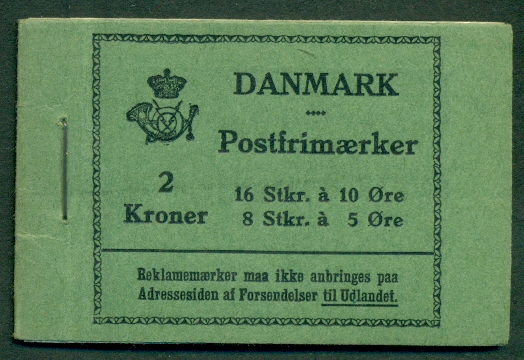 DANMARK
Postfrimærker
2
Kroner
16 Stkr. à 10 Øre
8 Stkr. à 5 Øre
Reklamemærker maa ikke anbringes paa
Adressesiden af Forsendelser til Udlandet.